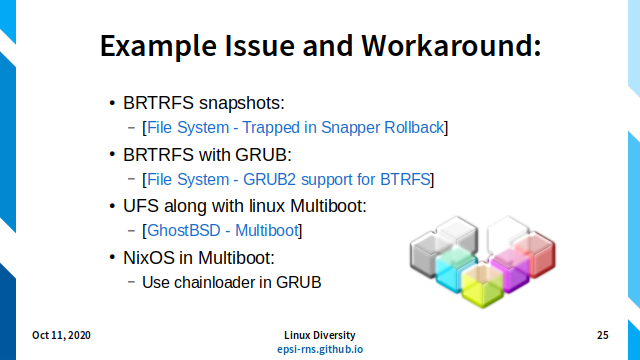 Example Issue and Workaround:
• BRTRFS snapshots:
– [File System - Trapped in Snapper Rollback]
• BRTRFS with GRUB:
– [File System - GRUB2 support for BTRFS]
• UFS along with linux Multiboot:
– [GhostBSD - Multiboot]
• NixOS in Multiboot:
– Use chainloader in GRUB
Oct 11, 2020
Linux Diversity
epsi-rns.github.io
25